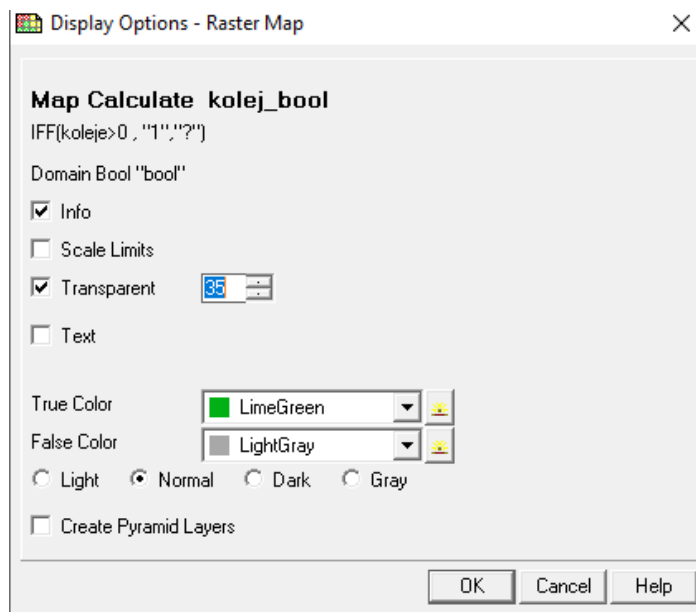 Display Options - Raster Map
Map Calculate kolej_bool
IFF(koleje>0 , "1","?")
Domain Bool "bool"
Info
Scale Limits
Transparent 35
Text
True Color LimeGreen
False Color LightGray
Light Normal Dark Gray
Create Pyramid Layers
OK Cancel Help